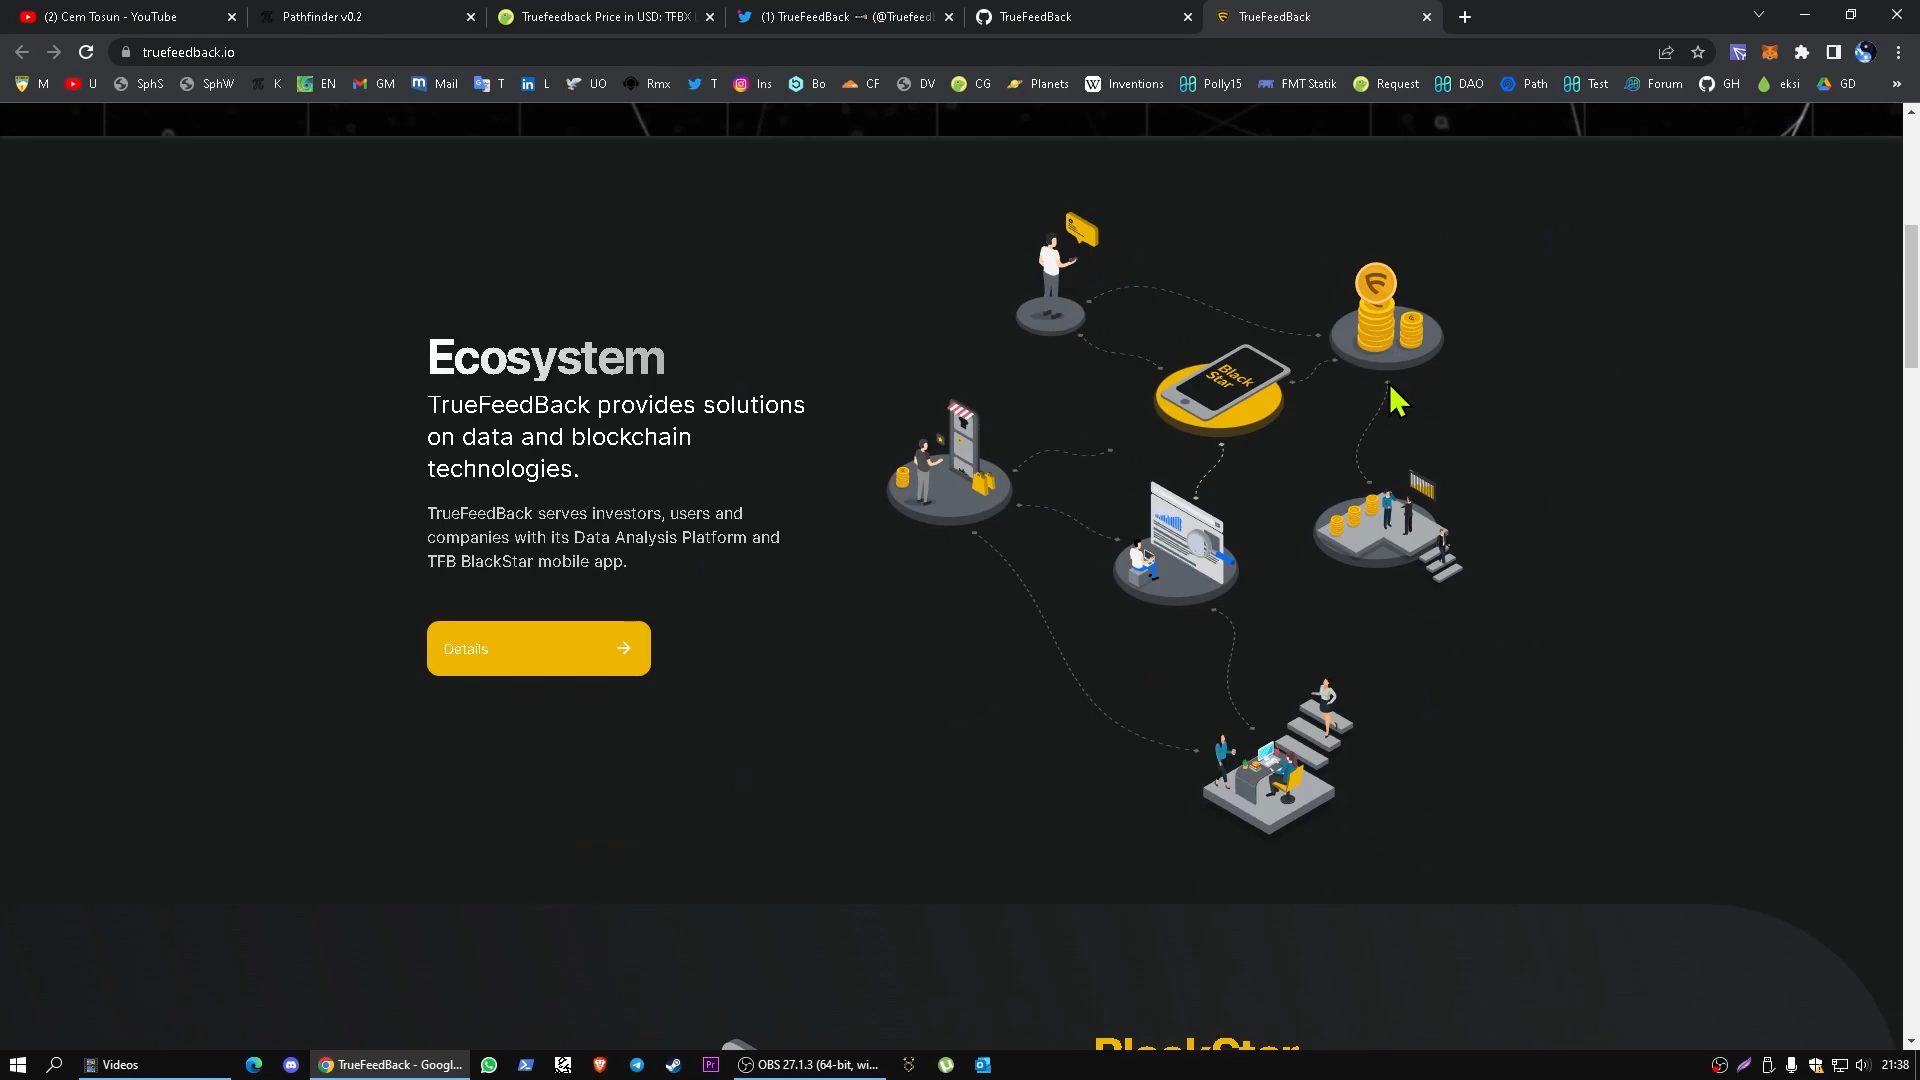 (2) Cem Tosun - YouTube
Pathfinder v0.2
Truefeedback Price in USD: TFBX
(1) TrueFeedBack
TrueFeedBack
TrueFeedBack
truefeedback.io
M
U
SphS
SphW
K
EN
GM
Mail
T
L
UO
Rmx
T
Ins
Bo
CF
DV
CG
Planets
Inventions
Polly15
FMT Statik
Request
DAO
Path
Test
Forum
GH
eksi
GD
»
Black
Star
Ecosystem
TrueFeedBack provides solutions
on data and blockchain
technologies.
TrueFeedBack serves investors, users and
companies with its Data Analysis Platform and
TFB BlackStar mobile app.
Details
BlackStar
Videos
TrueFeedBack - Googl...
OBS 27.1.3 (64-bit, wi...
21:38